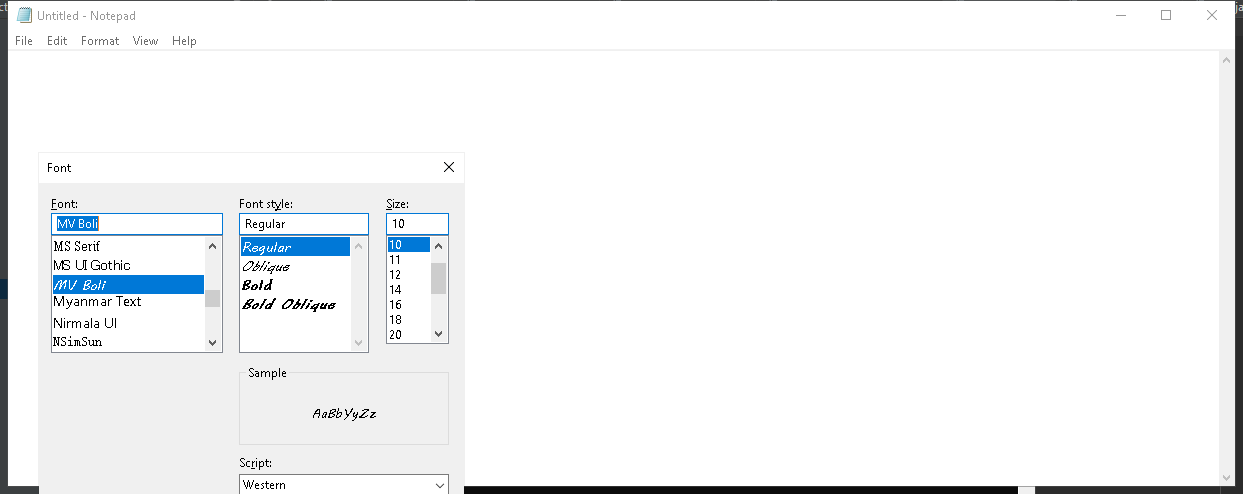 Untitled - Notepad
File Edit Format View Help
Font
Font: Font style: Size:
MV Boli Regular 10
MS Serif
MS UI Gothic
MV Boli
Myanmar Text
Nirmala UI
NSimSun
Regular
Oblique
Bold
Bold Oblique
10
11
12
14
16
18
20
Sample
AaBbYyZz
Script:
Western